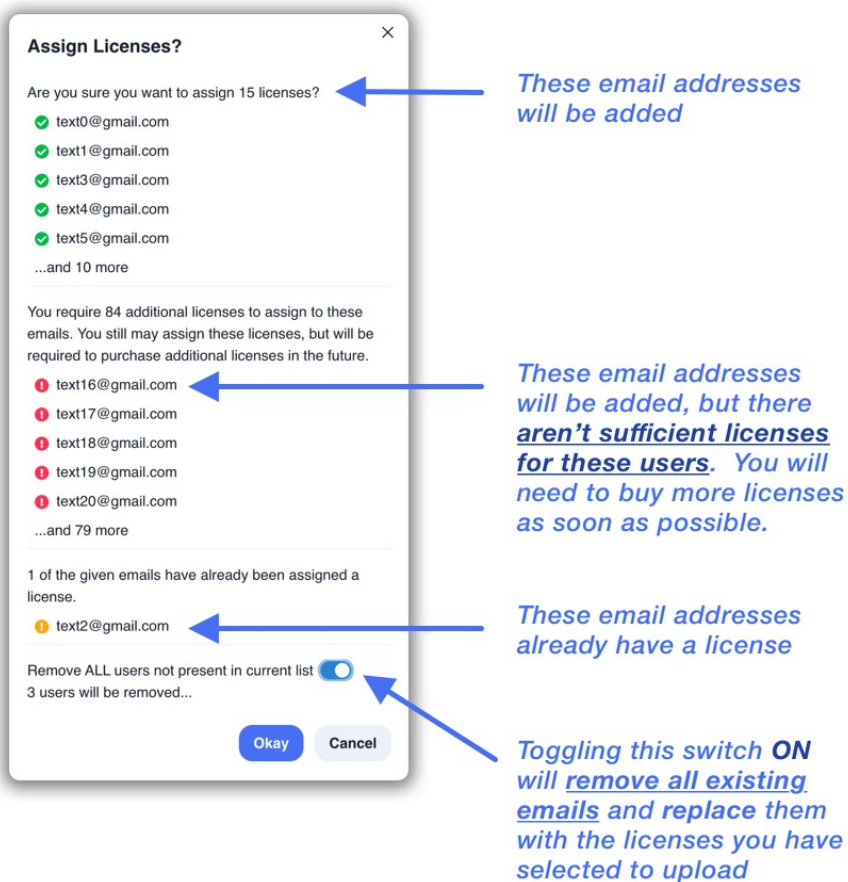 Assign Licenses?
Are you sure you want to assign 15 licenses?
text0@gmail.com
text1@gmail.com
text3@gmail.com
text4@gmail.com
text5@gmail.com
...and 10 more
You require 84 additional licenses to assign to these
emails. You still may assign these licenses, but will be
required to purchase additional licenses in the future.
text16@gmail.com
text17@gmail.com
text18@gmail.com
text19@gmail.com
text20@gmail.com
...and 79 more
1 of the given emails have already been assigned a
license.
text2@gmail.com
Remove ALL users not present in current list
3 users will be removed...
Okay
Cancel
These email addresses
will be added
These email addresses
will be added, but there
aren’t sufficient licenses
for these users. You will
need to buy more licenses
as soon as possible.
These email addresses
already have a license
Toggling this switch ON
will remove all existing
emails and replace them
with the licenses you have
selected to upload